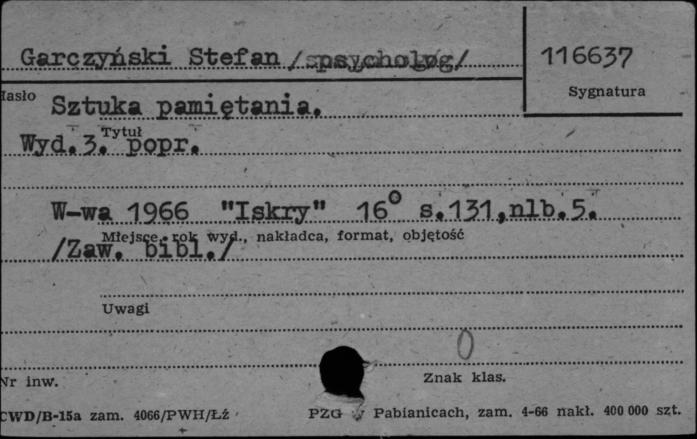 Garczyński Stefan /psycholog/
116637
Hasło
Sygnatura
Sztuka pamiętania.
Tytuł
Wyd.3. popr.
W-wa 1966 "Iskry" 16° s.131,nlb.5.
Miejsce, rok wyd., nakładca, format, objętość
/Zaw. bibl./
Uwagi
0
Nr inw.
Znak klas.
CWD/B-15a zam. 4066/PWH/Łź
PZG w Pabianicach, zam. 4-66 nakł. 400 000 szt.